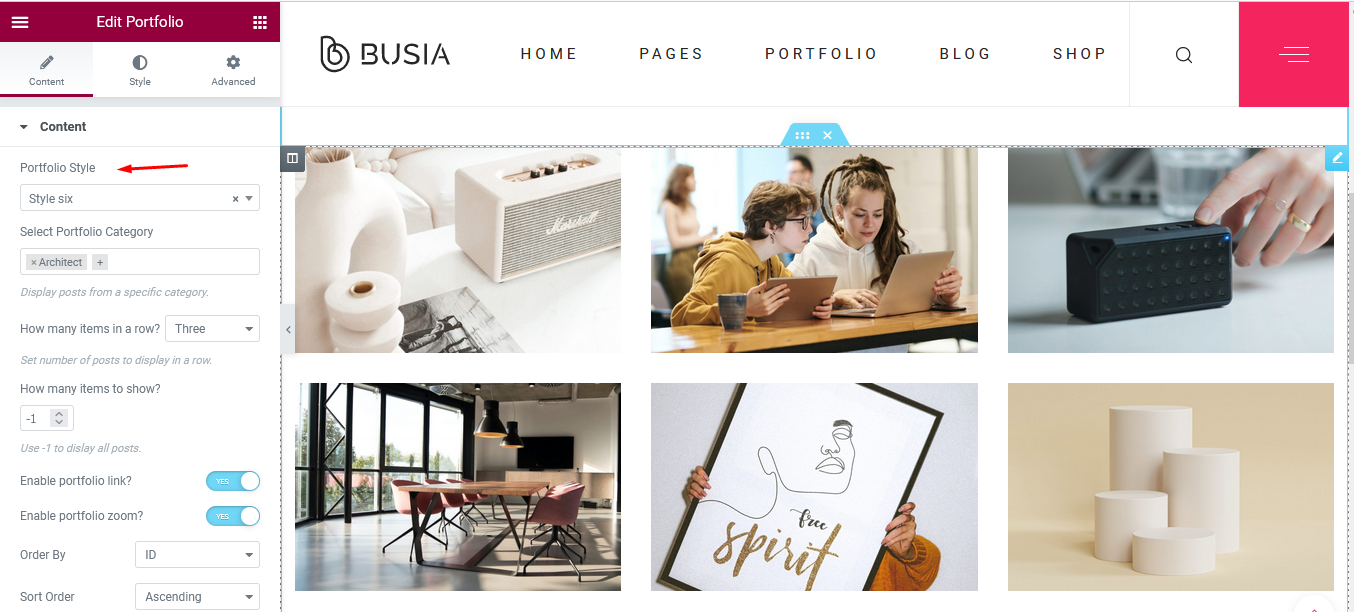 Edit Portfolio
Content
Style
Advanced
Content
Portfolio Style
Style six
×
Select Portfolio Category
× Architect
+
Display posts from a specific category.
How many items in a row?
Three
Set number of posts to display in a row.
How many items to show?
-1
Use -1 to dislay all posts.
Enable portfolio link?
YES
Enable portfolio zoom?
YES
Order By
ID
Sort Order
Ascending
BUSIA
HOME
PAGES
PORTFOLIO
BLOG
SHOP
Marshall
free
spirit